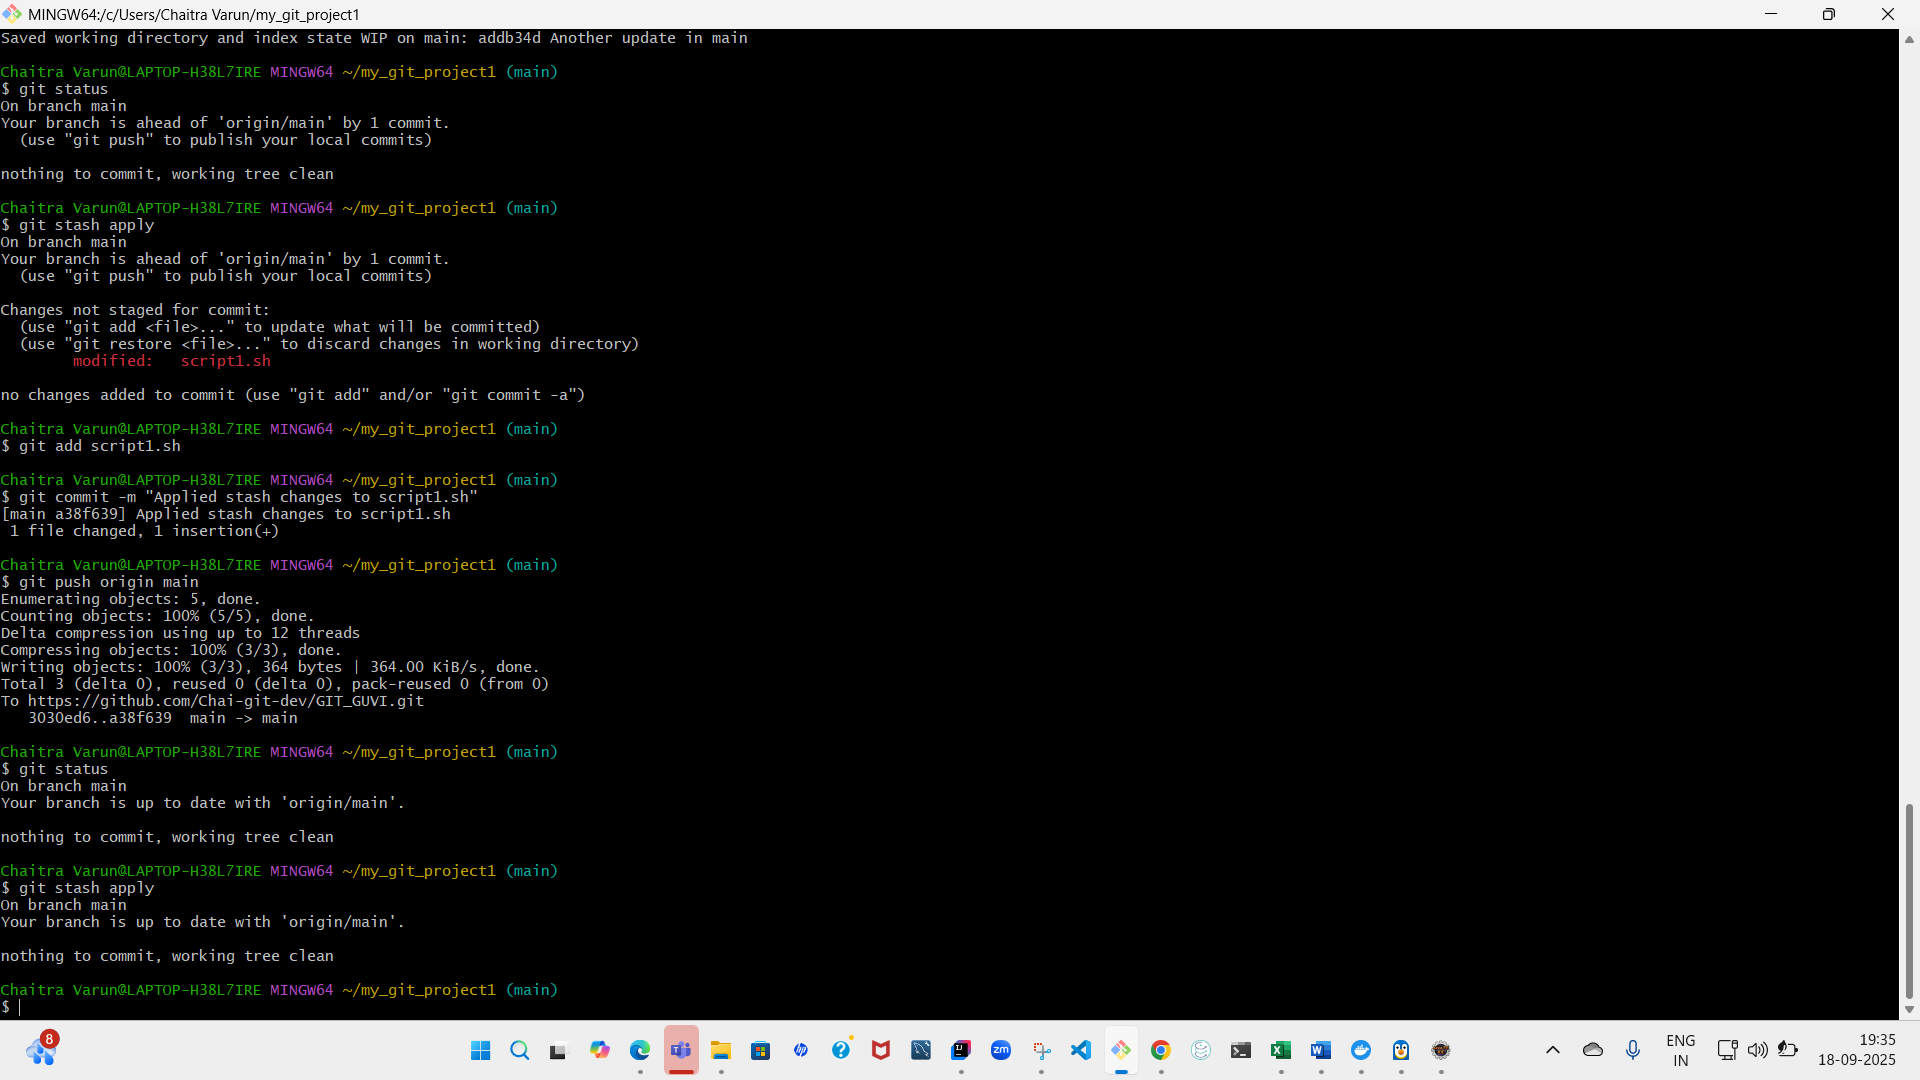 MINGW64:/c/Users/Chaitra Varun/my_git_project1
Saved working directory and index state WIP on main: addb34d Another update in main
Chaitra Varun@LAPTOP-H38L7IRE MINGW64 ~/my_git_project1 (main)
$ git status
On branch main
Your branch is ahead of 'origin/main' by 1 commit.
  (use "git push" to publish your local commits)
nothing to commit, working tree clean
Chaitra Varun@LAPTOP-H38L7IRE MINGW64 ~/my_git_project1 (main)
$ git stash apply
On branch main
Your branch is ahead of 'origin/main' by 1 commit.
  (use "git push" to publish your local commits)
Changes not staged for commit:
  (use "git add <file>..." to update what will be committed)
  (use "git restore <file>..." to discard changes in working directory)
        modified:   script1.sh
no changes added to commit (use "git add" and/or "git commit -a")
Chaitra Varun@LAPTOP-H38L7IRE MINGW64 ~/my_git_project1 (main)
$ git add script1.sh
Chaitra Varun@LAPTOP-H38L7IRE MINGW64 ~/my_git_project1 (main)
$ git commit -m "Applied stash changes to script1.sh"
[main a38f639] Applied stash changes to script1.sh
 1 file changed, 1 insertion(+)
Chaitra Varun@LAPTOP-H38L7IRE MINGW64 ~/my_git_project1 (main)
$ git push origin main
Enumerating objects: 5, done.
Counting objects: 100% (5/5), done.
Delta compression using up to 12 threads
Compressing objects: 100% (3/3), done.
Writing objects: 100% (3/3), 364 bytes | 364.00 KiB/s, done.
Total 3 (delta 0), reused 0 (delta 0), pack-reused 0 (from 0)
To https://github.com/Chai-git-dev/GIT_GUVI.git
   3030ed6..a38f639  main -> main
Chaitra Varun@LAPTOP-H38L7IRE MINGW64 ~/my_git_project1 (main)
$ git status
On branch main
Your branch is up to date with 'origin/main'.
nothing to commit, working tree clean
Chaitra Varun@LAPTOP-H38L7IRE MINGW64 ~/my_git_project1 (main)
$ git stash apply
On branch main
Your branch is up to date with 'origin/main'.
nothing to commit, working tree clean
Chaitra Varun@LAPTOP-H38L7IRE MINGW64 ~/my_git_project1 (main)
$
8
hp
zm
ENG
IN
19:35
18-09-2025